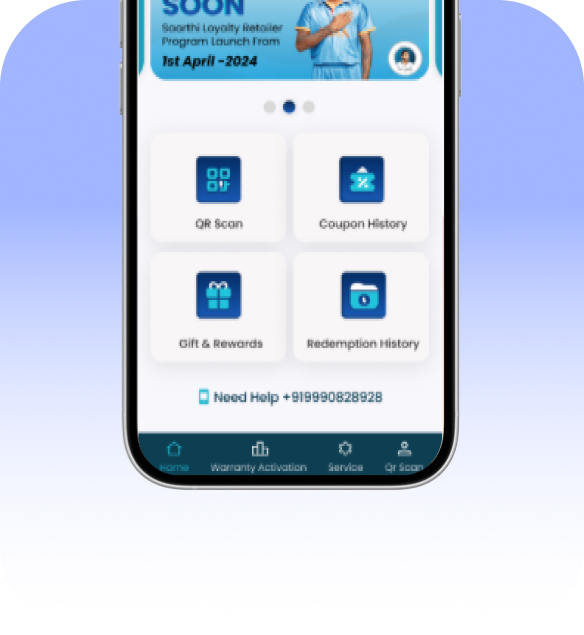 SOON
Saarthi Loyalty Retailer
Program Launch From
1st April -2024
QR Scan
Coupon History
Gift & Rewards
Redemption History
Need Help +919990828928
Home
Warranty Activation
Service
Qr Scan